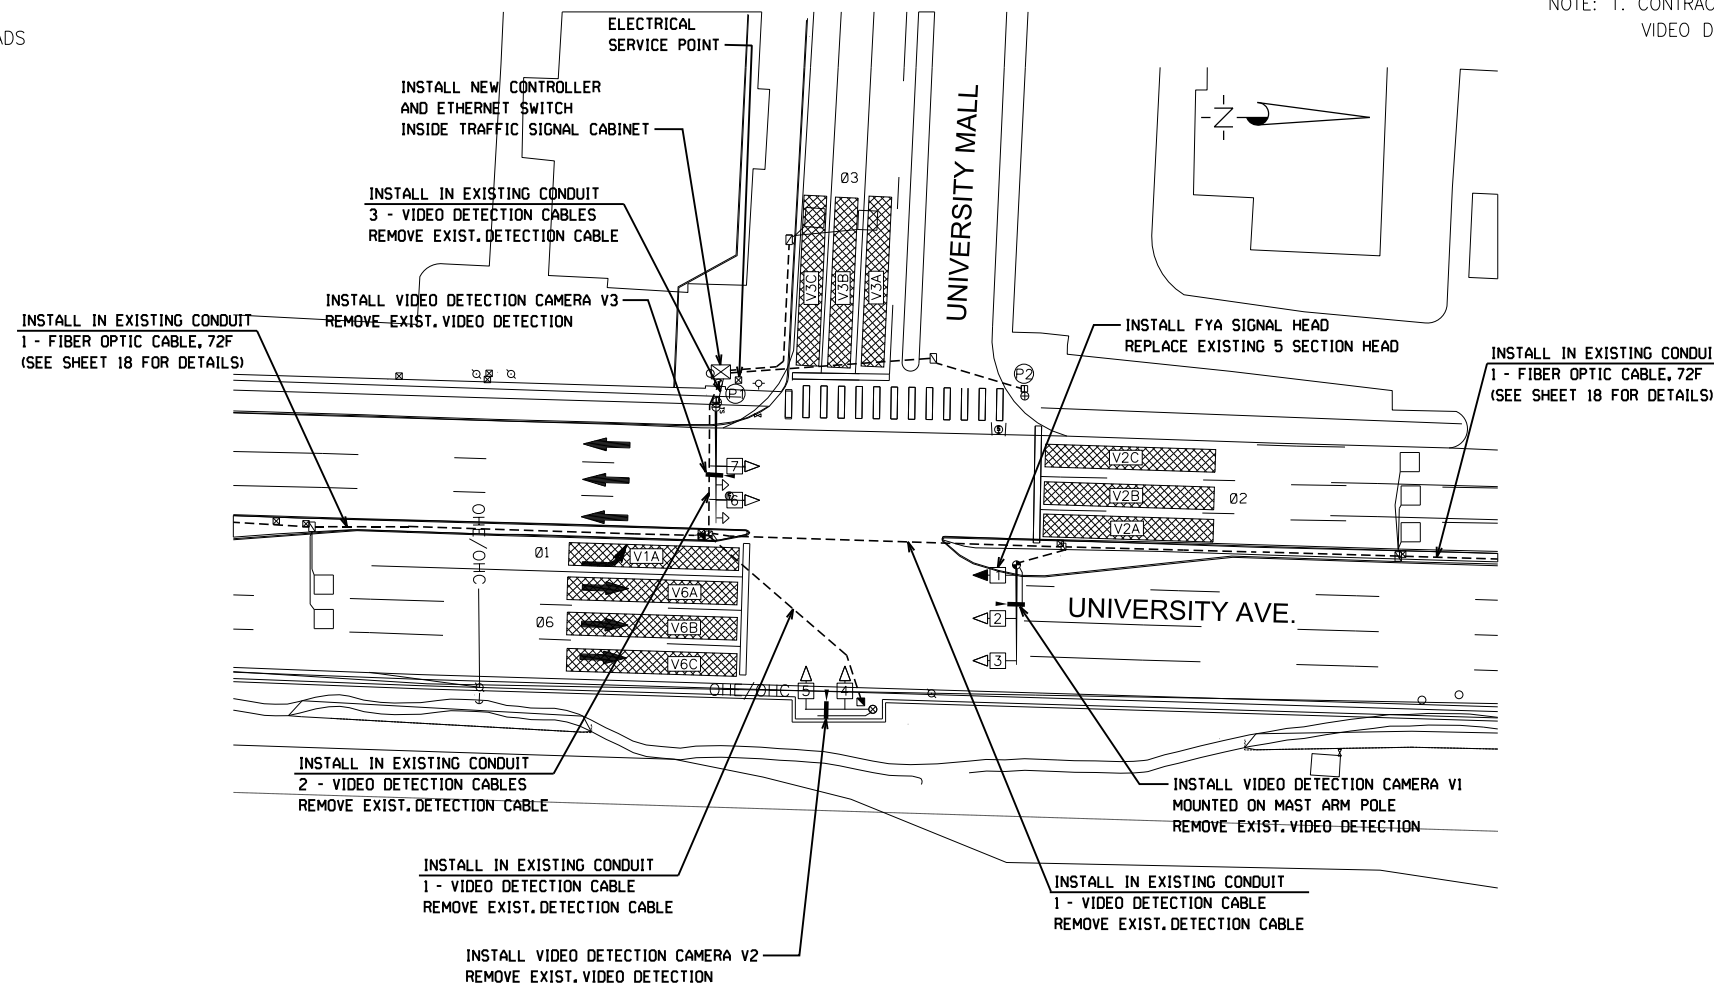 NOTE: 1. CONTRAC
VIDEO D
ADS
ELECTRICAL
SERVICE POINT
INSTALL NEW CONTROLLER
AND ETHERNET SWITCH
INSIDE TRAFFIC SIGNAL CABINET
INSTALL IN EXISTING CONDUIT
3 - VIDEO DETECTION CABLES
REMOVE EXIST. DETECTION CABLE
INSTALL VIDEO DETECTION CAMERA V3
REMOVE EXIST. VIDEO DETECTION
INSTALL IN EXISTING CONDUIT
1 - FIBER OPTIC CABLE, 72F
(SEE SHEET 18 FOR DETAILS)
UNIVERSITY MALL
N
Ø3
V3C
V3B
V3A
INSTALL FYA SIGNAL HEAD
REPLACE EXISTING 5 SECTION HEAD
INSTALL IN EXISTING CONDUI
1 - FIBER OPTIC CABLE, 72F
(SEE SHEET 18 FOR DETAILS)
P2
7
6
V2C
V2B
Ø2
V2A
OHE/OHC
Ø1
V1A
V6A
Ø6
V6B
V6C
1
2
3
UNIVERSITY AVE.
OHE/OHC
5
4
INSTALL IN EXISTING CONDUIT
2 - VIDEO DETECTION CABLES
REMOVE EXIST. DETECTION CABLE
INSTALL VIDEO DETECTION CAMERA V1
MOUNTED ON MAST ARM POLE
REMOVE EXIST. VIDEO DETECTION
INSTALL IN EXISTING CONDUIT
1 - VIDEO DETECTION CABLE
REMOVE EXIST. DETECTION CABLE
INSTALL IN EXISTING CONDUIT
1 - VIDEO DETECTION CABLE
REMOVE EXIST. DETECTION CABLE
INSTALL VIDEO DETECTION CAMERA V2
REMOVE EXIST. VIDEO DETECTION